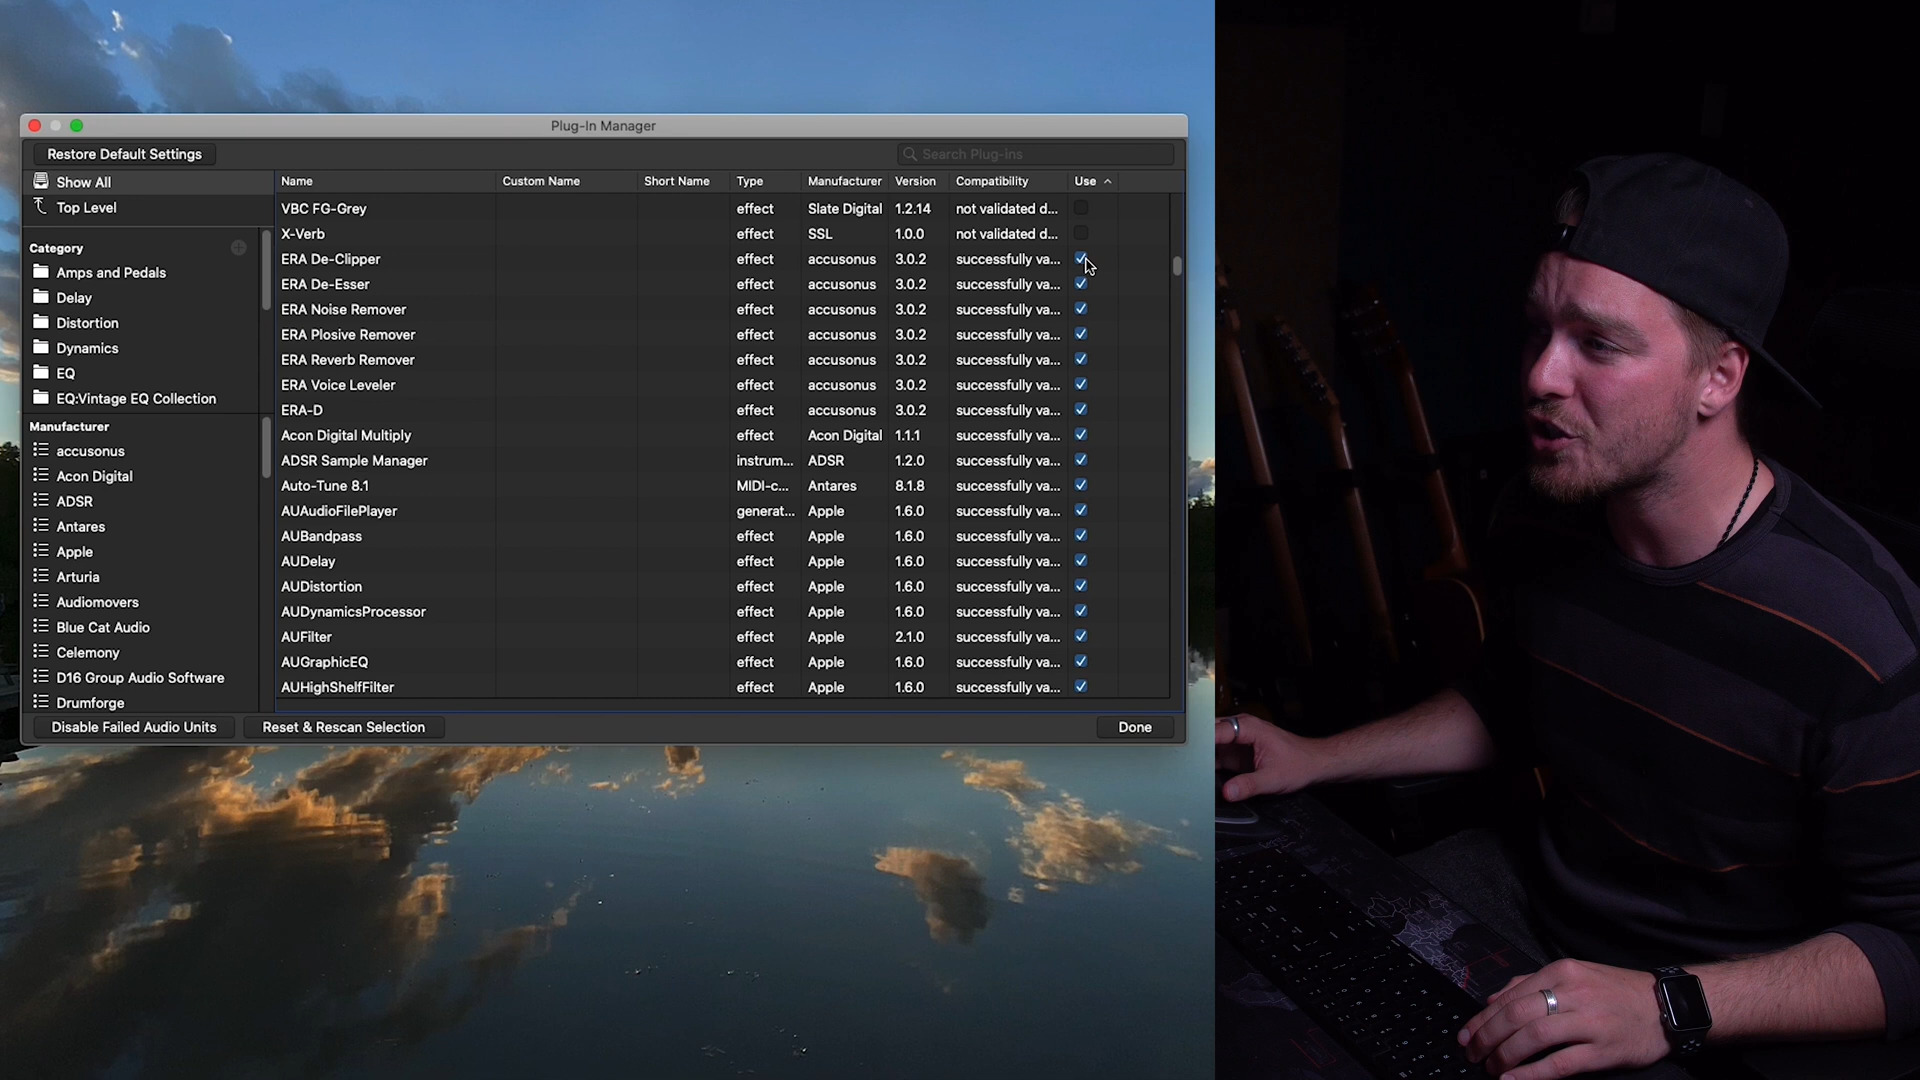 Plug-In Manager
Restore Default Settings
Search Plug-ins
Show All
Top Level
Category
Amps and Pedals
Delay
Distortion
Dynamics
EQ
EQ:Vintage EQ Collection
Manufacturer
accusonus
Acon Digital
ADSR
Antares
Apple
Arturia
Audiomovers
Blue Cat Audio
Celemony
D16 Group Audio Software
Drumforge
Name Custom Name Short Name Type Manufacturer Version Compatibility Use
VBC FG-Grey effect Slate Digital 1.2.14 not validated d...
X-Verb effect SSL 1.0.0 not validated d...
ERA De-Clipper effect accusonus 3.0.2 successfully va...
ERA De-Esser effect accusonus 3.0.2 successfully va...
ERA Noise Remover effect accusonus 3.0.2 successfully va...
ERA Plosive Remover effect accusonus 3.0.2 successfully va...
ERA Reverb Remover effect accusonus 3.0.2 successfully va...
ERA Voice Leveler effect accusonus 3.0.2 successfully va...
ERA-D effect accusonus 3.0.2 successfully va...
Acon Digital Multiply effect Acon Digital 1.1.1 successfully va...
ADSR Sample Manager instrum... ADSR 1.2.0 successfully va...
Auto-Tune 8.1 MIDI-c... Antares 8.1.8 successfully va...
AUAudioFilePlayer generat... Apple 1.6.0 successfully va...
AUBandpass effect Apple 1.6.0 successfully va...
AUDelay effect Apple 1.6.0 successfully va...
AUDistortion effect Apple 1.6.0 successfully va...
AUDynamicsProcessor effect Apple 1.6.0 successfully va...
AUFilter effect Apple 2.1.0 successfully va...
AUGraphicEQ effect Apple 1.6.0 successfully va...
AUHighShelfFilter effect Apple 1.6.0 successfully va...
Disable Failed Audio Units
Reset & Rescan Selection
Done